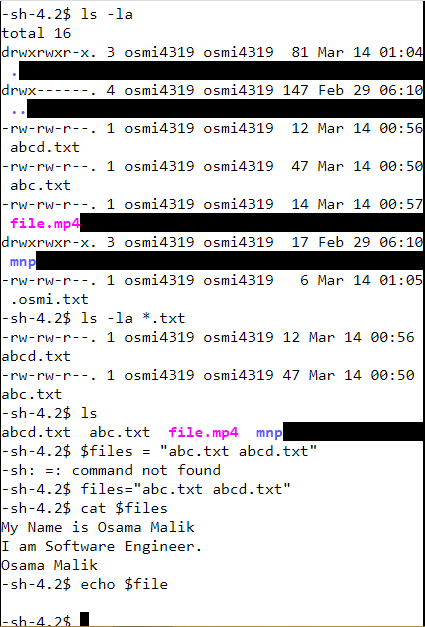 -sh-4.2$ ls -la
total 16
drwxrwxr-x. 3 osmi4319 osmi4319  81 Mar 14 01:04
 .
drwx------. 4 osmi4319 osmi4319 147 Feb 29 06:10
 ..
-rw-rw-r--. 1 osmi4319 osmi4319  12 Mar 14 00:56
 abcd.txt
-rw-rw-r--. 1 osmi4319 osmi4319  47 Mar 14 00:50
 abc.txt
-rw-rw-r--. 1 osmi4319 osmi4319  14 Mar 14 00:57
 file.mp4
drwxrwxr-x. 3 osmi4319 osmi4319  17 Feb 29 06:10
 mnp
-rw-rw-r--. 1 osmi4319 osmi4319   6 Mar 14 01:05
 .osmi.txt
-sh-4.2$ ls -la *.txt
-rw-rw-r--. 1 osmi4319 osmi4319 12 Mar 14 00:56
abcd.txt
-rw-rw-r--. 1 osmi4319 osmi4319 47 Mar 14 00:50
abc.txt
-sh-4.2$ ls
abcd.txt  abc.txt  file.mp4  mnp
-sh-4.2$ $files = "abc.txt abcd.txt"
-sh: =: command not found
-sh-4.2$ files="abc.txt abcd.txt"
-sh-4.2$ cat $files
My Name is Osama Malik
I am Software Engineer.
Osama Malik
-sh-4.2$ echo $file

-sh-4.2$